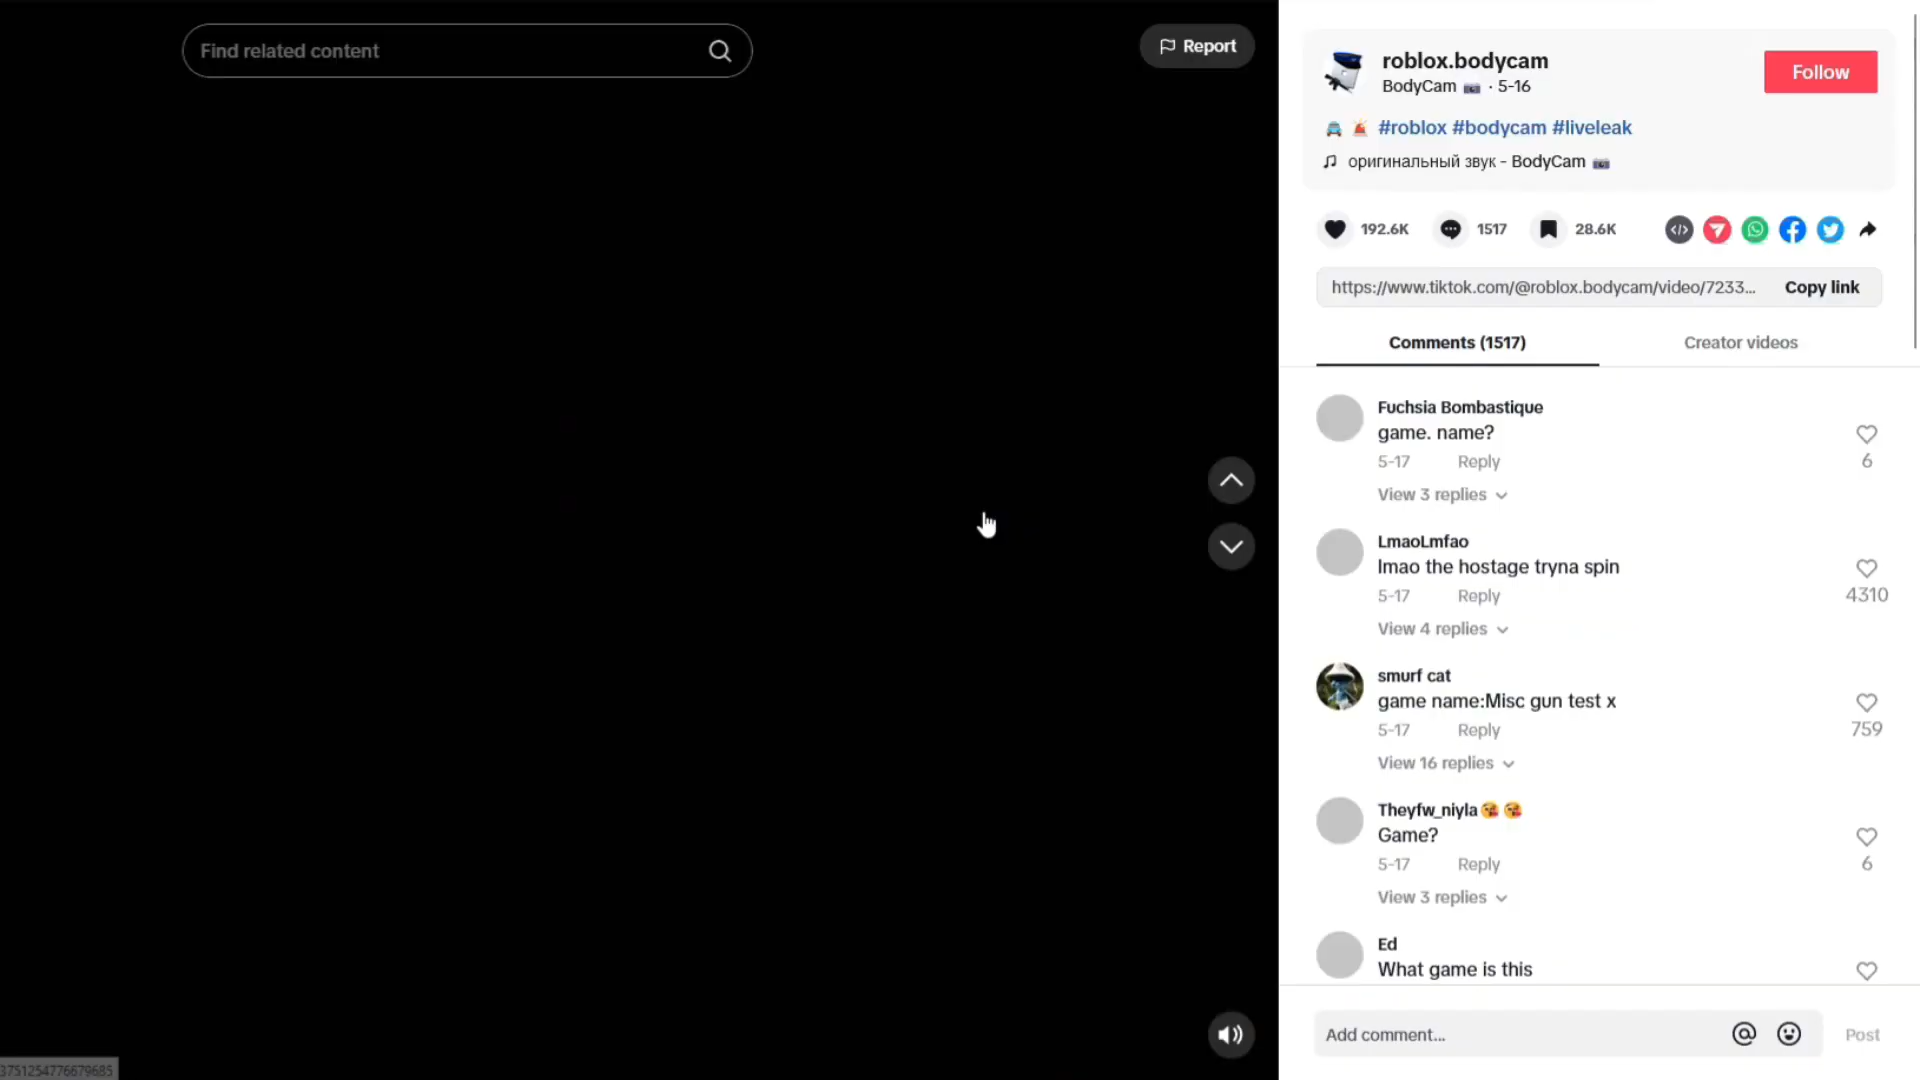 Find related content
Report
roblox.bodycam
BodyCam 📷 · 5-16
Follow
🚔 🚨 #roblox #bodycam #liveleak
оригинальный звук - BodyCam 📷
192.6K
1517
28.6K
https://www.tiktok.com/@roblox.bodycam/video/7233...
Copy link
Comments (1517)
Creator videos
Fuchsia Bombastique
game. name?
6
5-17
Reply
View 3 replies
LmaoLmfao
lmao the hostage tryna spin
4310
5-17
Reply
View 4 replies
smurf cat
game name:Misc gun test x
759
5-17
Reply
View 16 replies
Theyfw_niyla😘😘
Game?
6
5-17
Reply
View 3 replies
Ed
What game is this
Add comment...
Post
3751254776679685